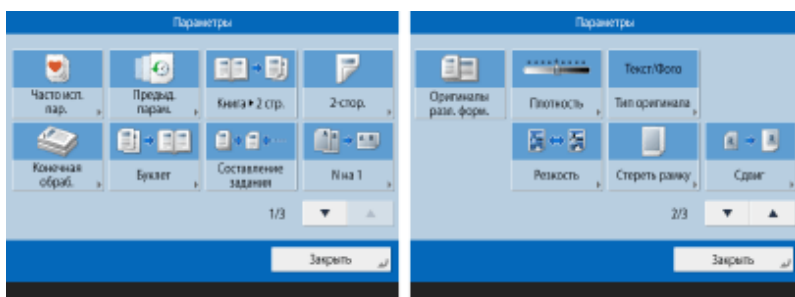 Параметры
Часто исп.
пар.
Предыд.
парам.
Книга ▸ 2 стр.
2-стор.
Конечная
обраб.
Буклет
Составление
задания
N на 1
1/3
Закрыть
Параметры
Оригиналы
разл. форм.
Плотность
Текст/Фото
Тип оригинала
Резкость
Стереть рамку
Сдвиг
2/3
Закрыть